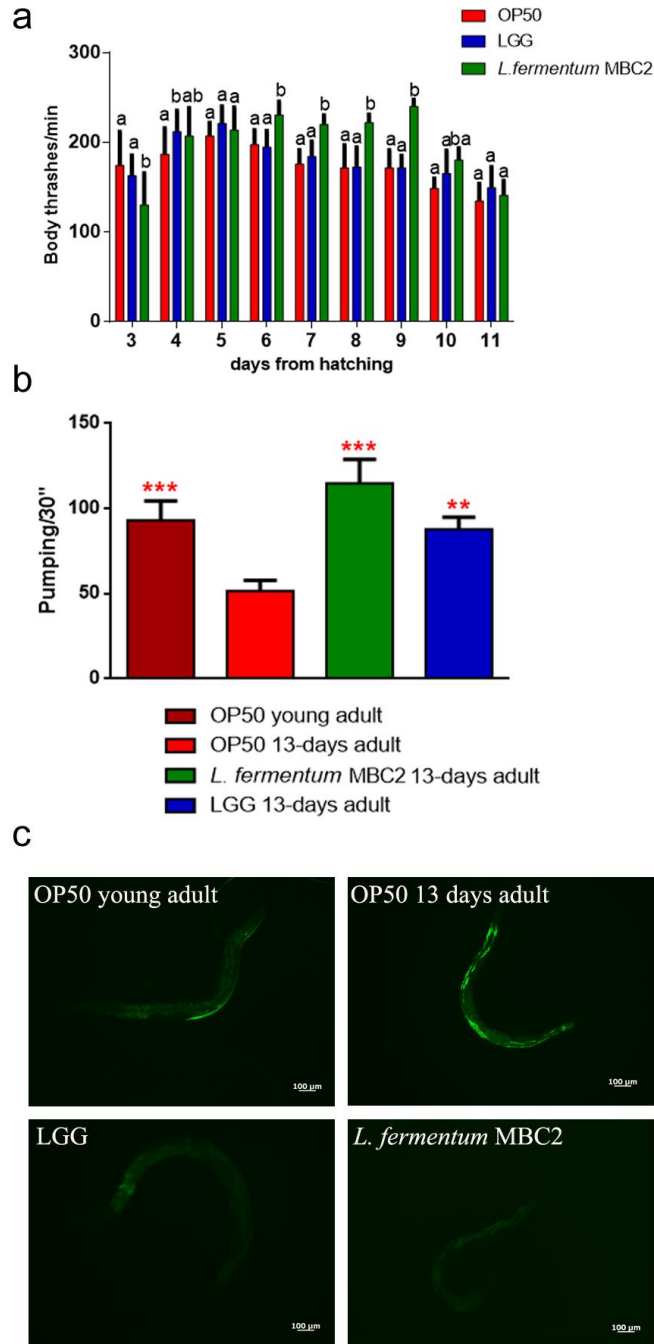 a
OP50
LGG
L.fermentum MBC2
300
200
100
0
Body thrashes/min
a a b
a b ab
a a a
a a b
a a b
a a b
a a b
a a ba
a a a
3 4 5 6 7 8 9 10 11
days from hatching
b
150
100
50
0
Pumping/30"
***
***
**
OP50 young adult
OP50 13-days adult
L. fermentum MBC2 13-days adult
LGG 13-days adult
c
OP50 young adult
100 µm
OP50 13 days adult
100 µm
LGG
100 µm
L. fermentum MBC2
100 µm